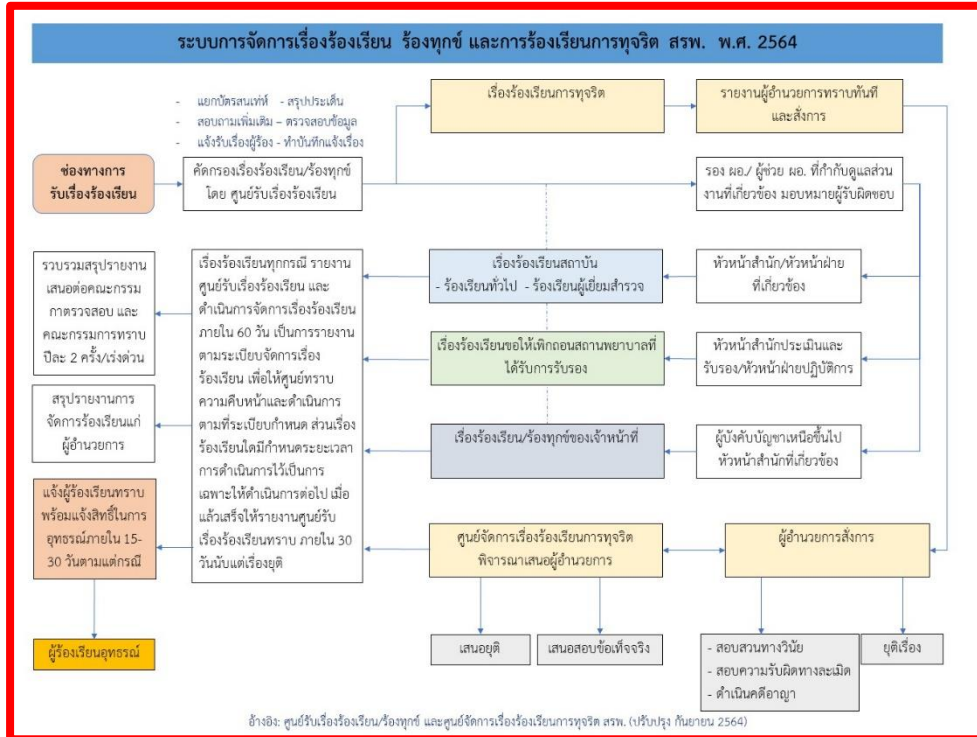 ระบบการจัดการเรื่องร้องเรียน ร้องทุกข์ และการร้องเรียนการทุจริต สรพ. พ.ศ. 2564
- แยกบัตรสนเท่ห์ - สรุปประเด็น
- สอบถามเพิ่มเติม – ตรวจสอบข้อมูล
- แจ้งรับเรื่องผู้ร้อง - ทำบันทึกแจ้งเรื่อง
เรื่องร้องเรียนการทุจริต
รายงานผู้อำนวยการทราบทันที
และสั่งการ
ช่องทางการ
รับเรื่องร้องเรียน
คัดกรองเรื่องร้องเรียน/ร้องทุกข์
โดย ศูนย์รับเรื่องร้องเรียน
รอง ผอ./ ผู้ช่วย ผอ. ที่กำกับดูแลส่วน
งานที่เกี่ยวข้อง มอบหมายผู้รับผิดชอบ
รวบรวมสรุปรายงาน
เสนอต่อคณะกรรม
กาตรวจสอบ และ
คณะกรรมการทราบ
ปีละ 2 ครั้ง/เร่งด่วน
เรื่องร้องเรียนทุกกรณี รายงาน
ศูนย์รับเรื่องร้องเรียน และ
ดำเนินการจัดการเรื่องร้องเรียน
ภายใน 60 วัน เป็นการรายงาน
ตามระเบียบจัดการเรื่อง
ร้องเรียน เพื่อให้ศูนย์ทราบ
ความคืบหน้าและดำเนินการ
ตามที่ระเบียบกำหนด ส่วนเรื่อง
ร้องเรียนใดมีกำหนดระยะเวลา
การดำเนินการไว้เป็นการ
เฉพาะให้ดำเนินการต่อไป เมื่อ
แล้วเสร็จให้รายงานศูนย์รับ
เรื่องร้องเรียนทราบ ภายใน 30
วันนับแต่เรื่องยุติ
เรื่องร้องเรียนสถาบัน
- ร้องเรียนทั่วไป - ร้องเรียนผู้เยี่ยมสำรวจ
หัวหน้าสำนัก/หัวหน้าฝ่าย
ที่เกี่ยวข้อง
เรื่องร้องเรียนขอให้เพิกถอนสถานพยาบาลที่
ได้รับการรับรอง
หัวหน้าสำนักประเมินและ
รับรอง/หัวหน้าฝ่ายปฏิบัติการ
สรุปรายงานการ
จัดการร้องเรียนแก่
ผู้อำนวยการ
เรื่องร้องเรียน/ร้องทุกข์ของเจ้าหน้าที่
ผู้บังคับบัญชาเหนือขึ้นไป
หัวหน้าสำนักที่เกี่ยวข้อง
แจ้งผู้ร้องเรียนทราบ
พร้อมแจ้งสิทธิ์ในการ
อุทธรณ์ภายใน 15-
30 วันตามแต่กรณี
ศูนย์จัดการเรื่องร้องเรียนการทุจริต
พิจารณาเสนอผู้อำนวยการ
ผู้อำนวยการสั่งการ
ผู้ร้องเรียนอุทธรณ์
เสนอยุติ
เสนอสอบข้อเท็จจริง
- สอบสวนทางวินัย
- สอบความรับผิดทางละเมิด
- ดำเนินคดีอาญา
ยุติเรื่อง
อ้างอิง: ศูนย์รับเรื่องร้องเรียน/ร้องทุกข์ และศูนย์จัดการเรื่องร้องเรียนการทุจริต สรพ. (ปรับปรุง กันยายน 2564)